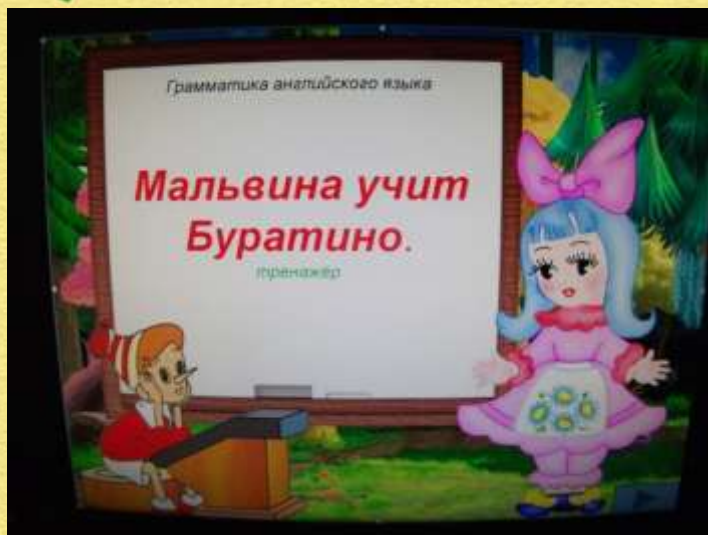 Грамматика английского языка
Мальвина учит
Буратино.
тренажёр